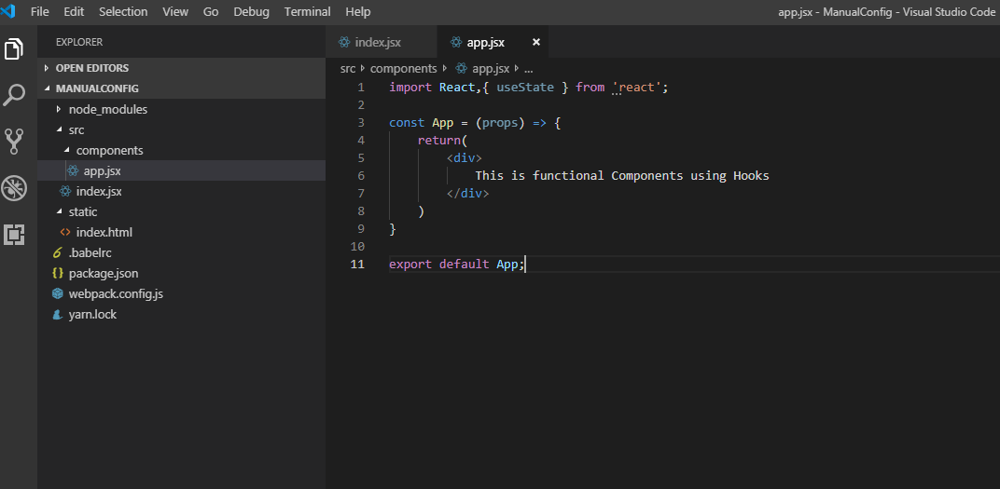 File Edit Selection View Go Debug Terminal Help app.jsx - ManualConfig - Visual Studio Code
EXPLORER
OPEN EDITORS
MANUALCONFIG
node_modules
src
components
app.jsx
index.jsx
static
index.html
.babelrc
{} package.json
webpack.config.js
yarn.lock
index.jsx app.jsx ×
src components app.jsx ...
1 import React,{ useState } from 'react';
2
3 const App = (props) => {
4 return(
5 <div>
6 This is functional Components using Hooks
7 </div>
8 )
9 }
10
11 export default App;